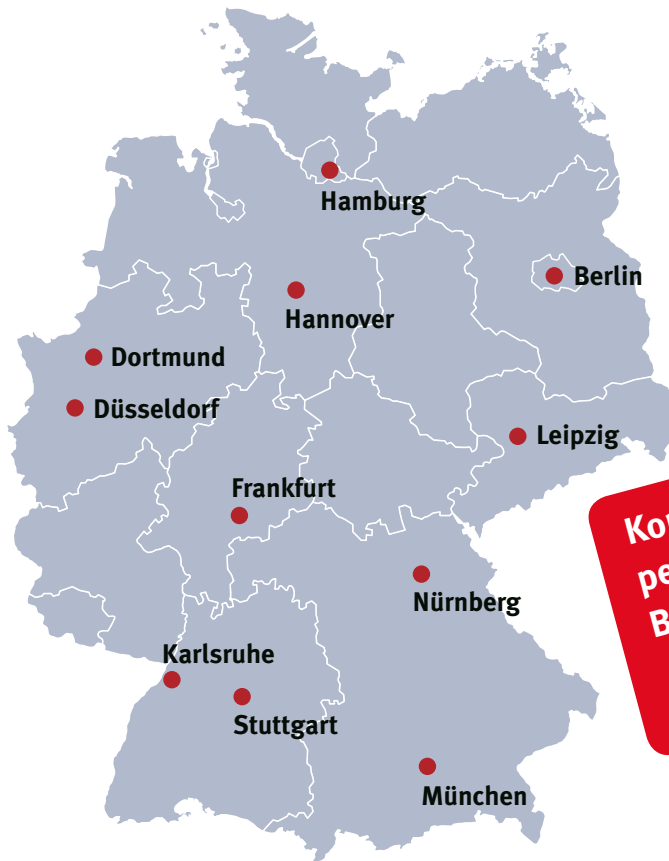 Hamburg
Berlin
Hannover
Dortmund
Düsseldorf
Leipzig
Frankfurt
Nürnberg
Karlsruhe
Stuttgart
München